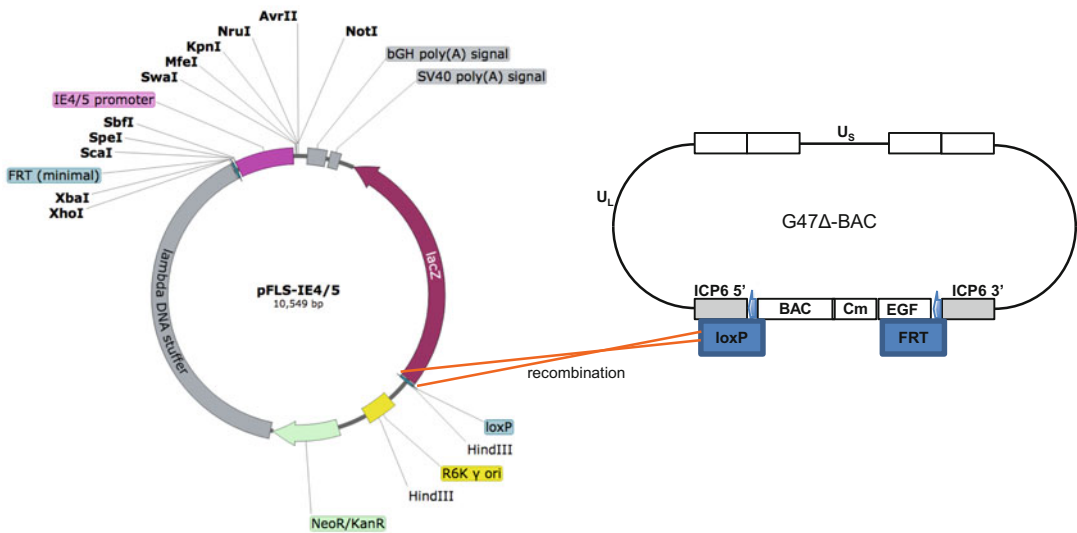 AvrII
NruI
NotI
KpnI
MfeI
SwaI
bGH poly(A) signal
SV40 poly(A) signal
IE4/5 promoter
SbfI
SpeI
ScaI
FRT (minimal)
XbaI
XhoI
lambda DNA stuffer
lacZ
pFLS-IE4/5
10,549 bp
loxP
HindIII
R6K γ ori
HindIII
NeoR/KanR
recombination
US
UL
G47Δ-BAC
ICP6 5’
ICP6 3’
BAC
Cm
EGF
loxP
FRT